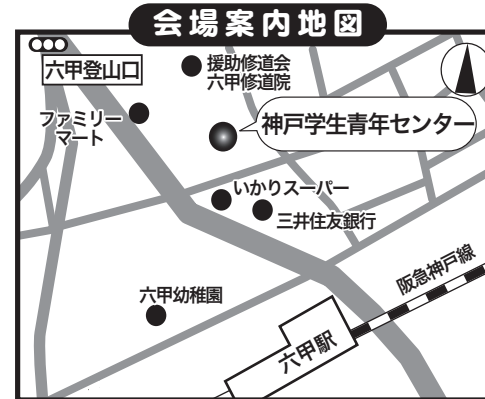 会場案内地図
六甲登山口
援助修道会
六甲修道院
ファミリー
マート
神戸学生青年センター
いかりスーパー
三井住友銀行
阪急神戸線
六甲幼稚園
六甲駅